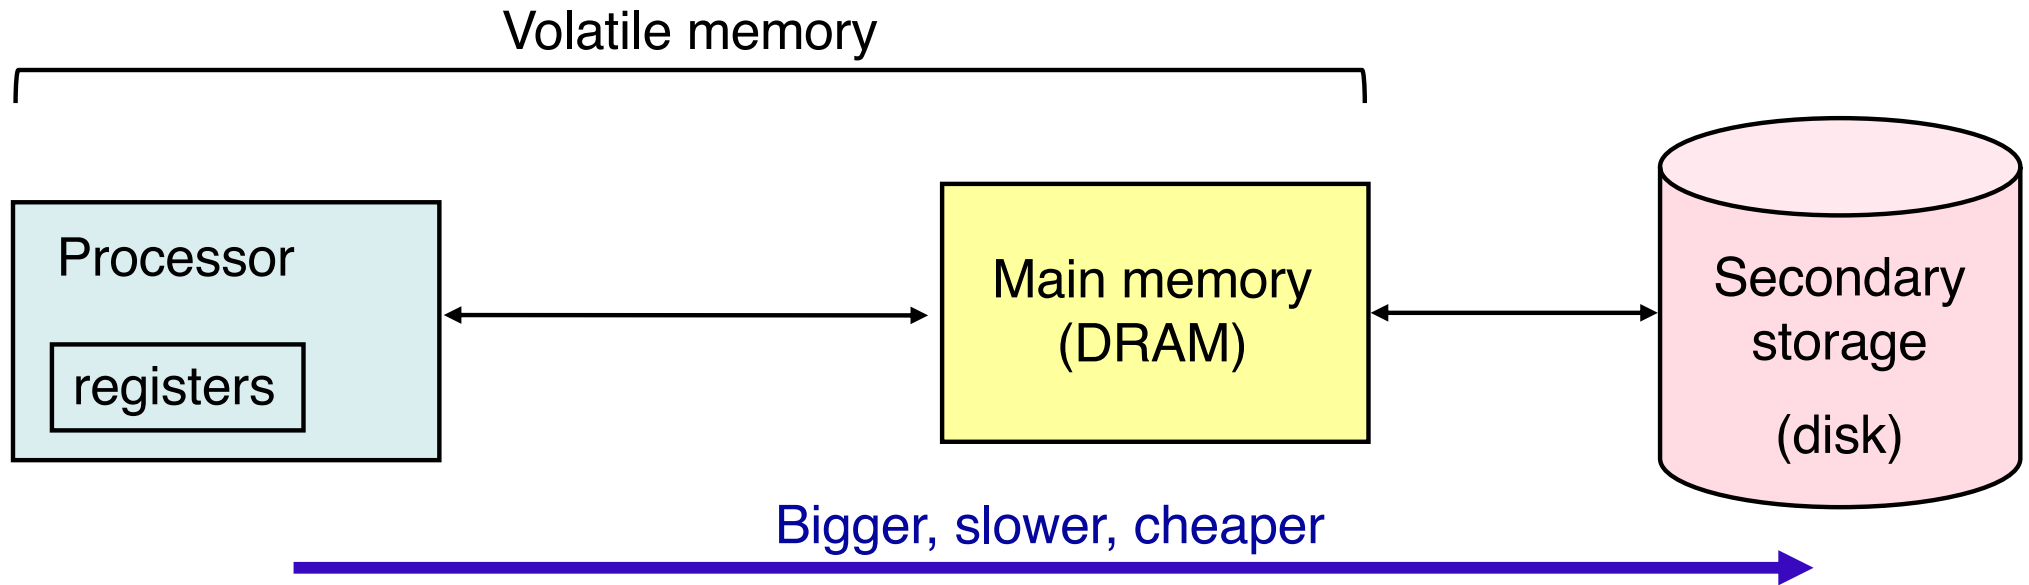 Volatile memory
Processor
registers
Main memory
(DRAM)
Secondary
storage
(disk)
Bigger, slower, cheaper